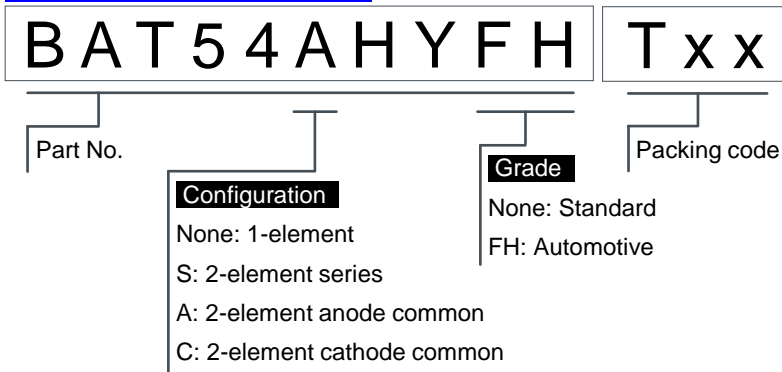 BAT54AHYFH Txx
Part No.
Packing code
Grade
Configuration
None: Standard
None: 1-element
FH: Automotive
S: 2-element series
A: 2-element anode common
C: 2-element cathode common